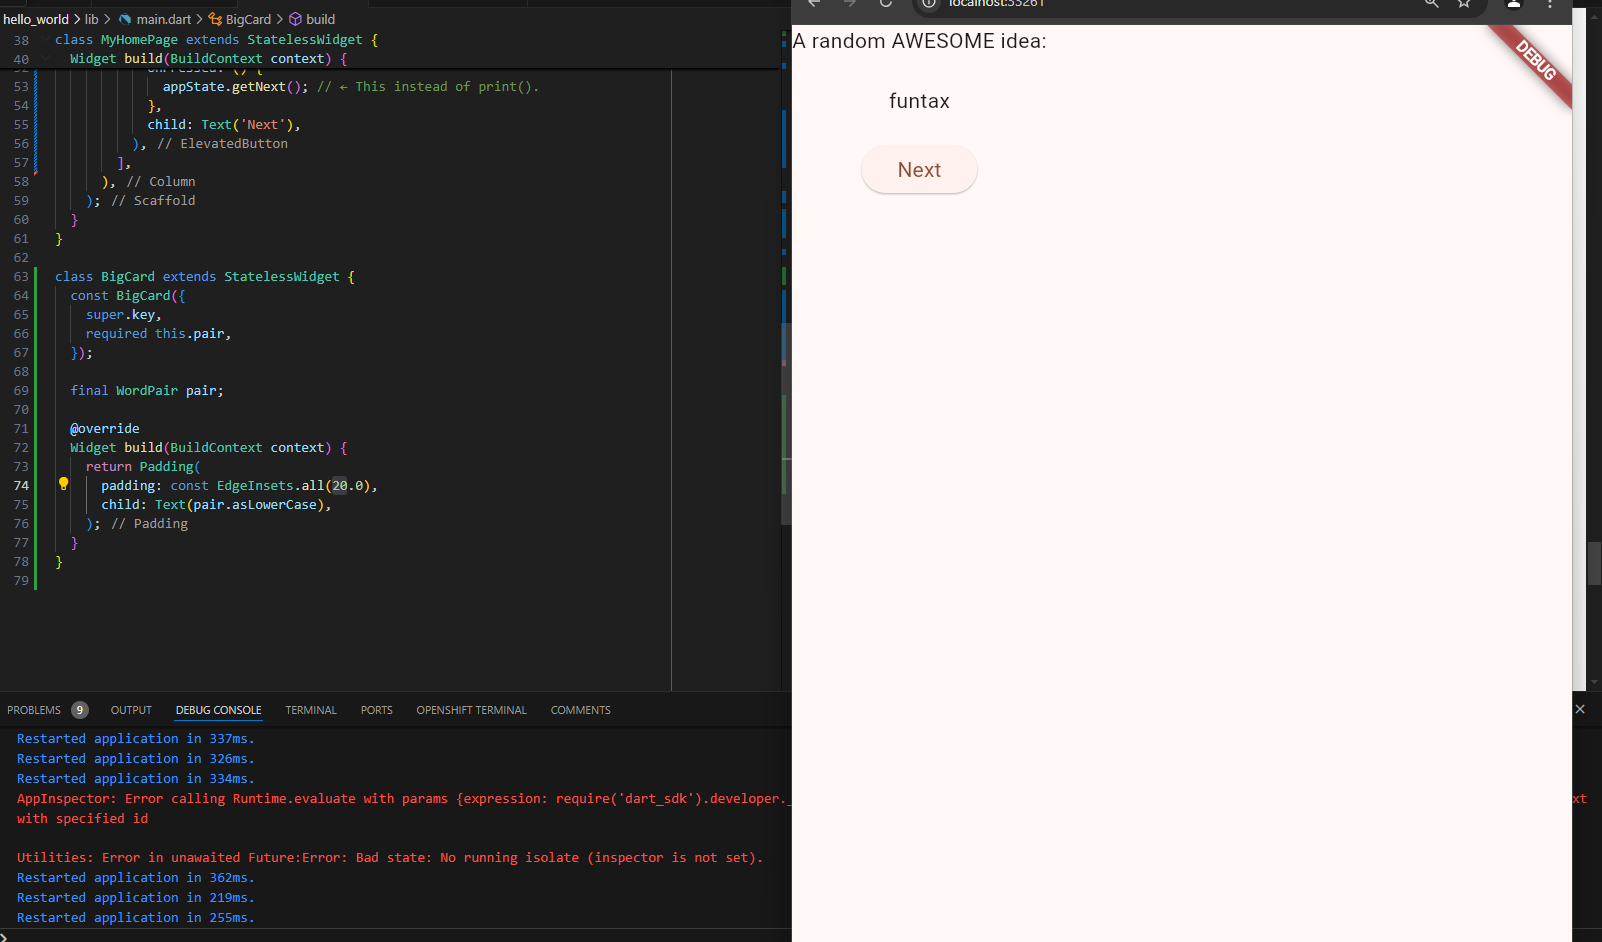 hello_world > lib > main.dart > BigCard > build
38 class MyHomePage extends StatelessWidget {
40 Widget build(BuildContext context) {
52 onPressed: () {
53 appState.getNext(); // ← This instead of print().
54 },
55 child: Text('Next'),
56 ), // ElevatedButton
57 ],
58 ), // Column
59 ); // Scaffold
60 }
61 }
62
63 class BigCard extends StatelessWidget {
64 const BigCard({
65 super.key,
66 required this.pair,
67 });
68
69 final WordPair pair;
70
71 @override
72 Widget build(BuildContext context) {
73 return Padding(
74 padding: const EdgeInsets.all(20.0),
75 child: Text(pair.asLowerCase),
76 ); // Padding
77 }
78 }
79
PROBLEMS 9 OUTPUT DEBUG CONSOLE TERMINAL PORTS OPENSHIFT TERMINAL COMMENTS
Restarted application in 337ms.
Restarted application in 326ms.
Restarted application in 334ms.
AppInspector: Error calling Runtime.evaluate with params {expression: require('dart_sdk').developer._ xt
with specified id
Utilities: Error in unawaited Future:Error: Bad state: No running isolate (inspector is not set).
Restarted application in 362ms.
Restarted application in 219ms.
Restarted application in 255ms.
localhost:53261
A random AWESOME idea:
DEBUG
funtax
Next